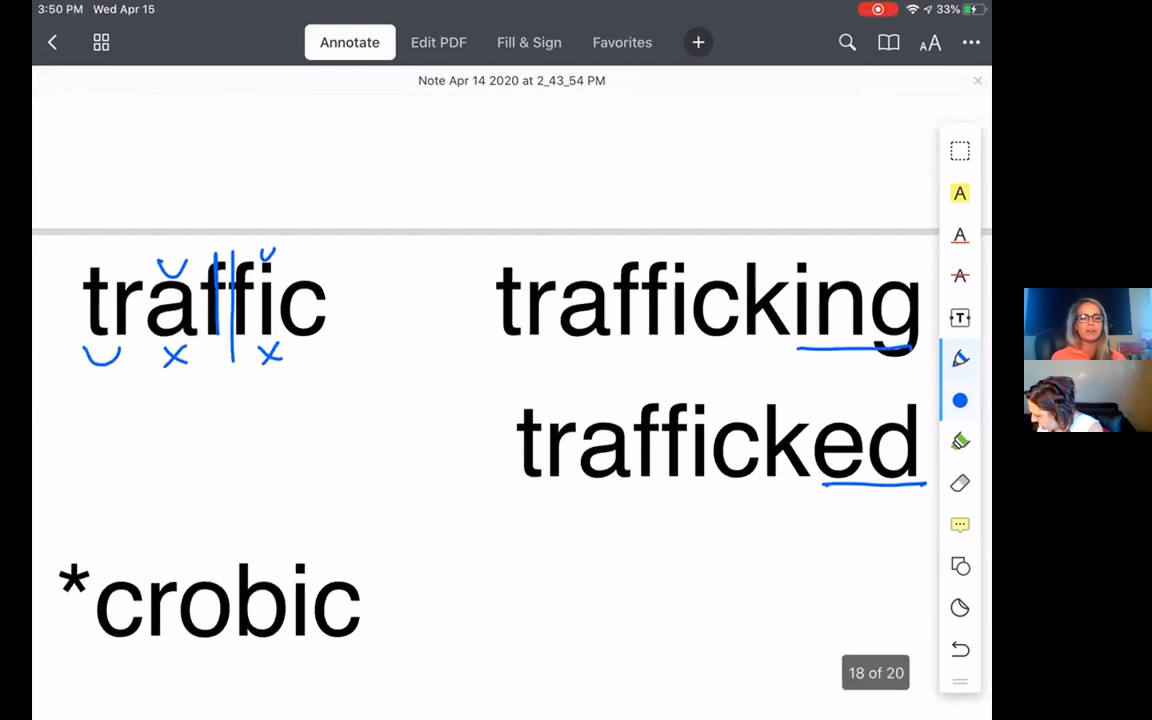 3:50 PM Wed Apr 15 33%
Annotate Edit PDF Fill & Sign Favorites
AA
Note Apr 14 2020 at 2_43_54 PM
A
A
A
T
traffic trafficking
trafficked
*crobic
18 of 20